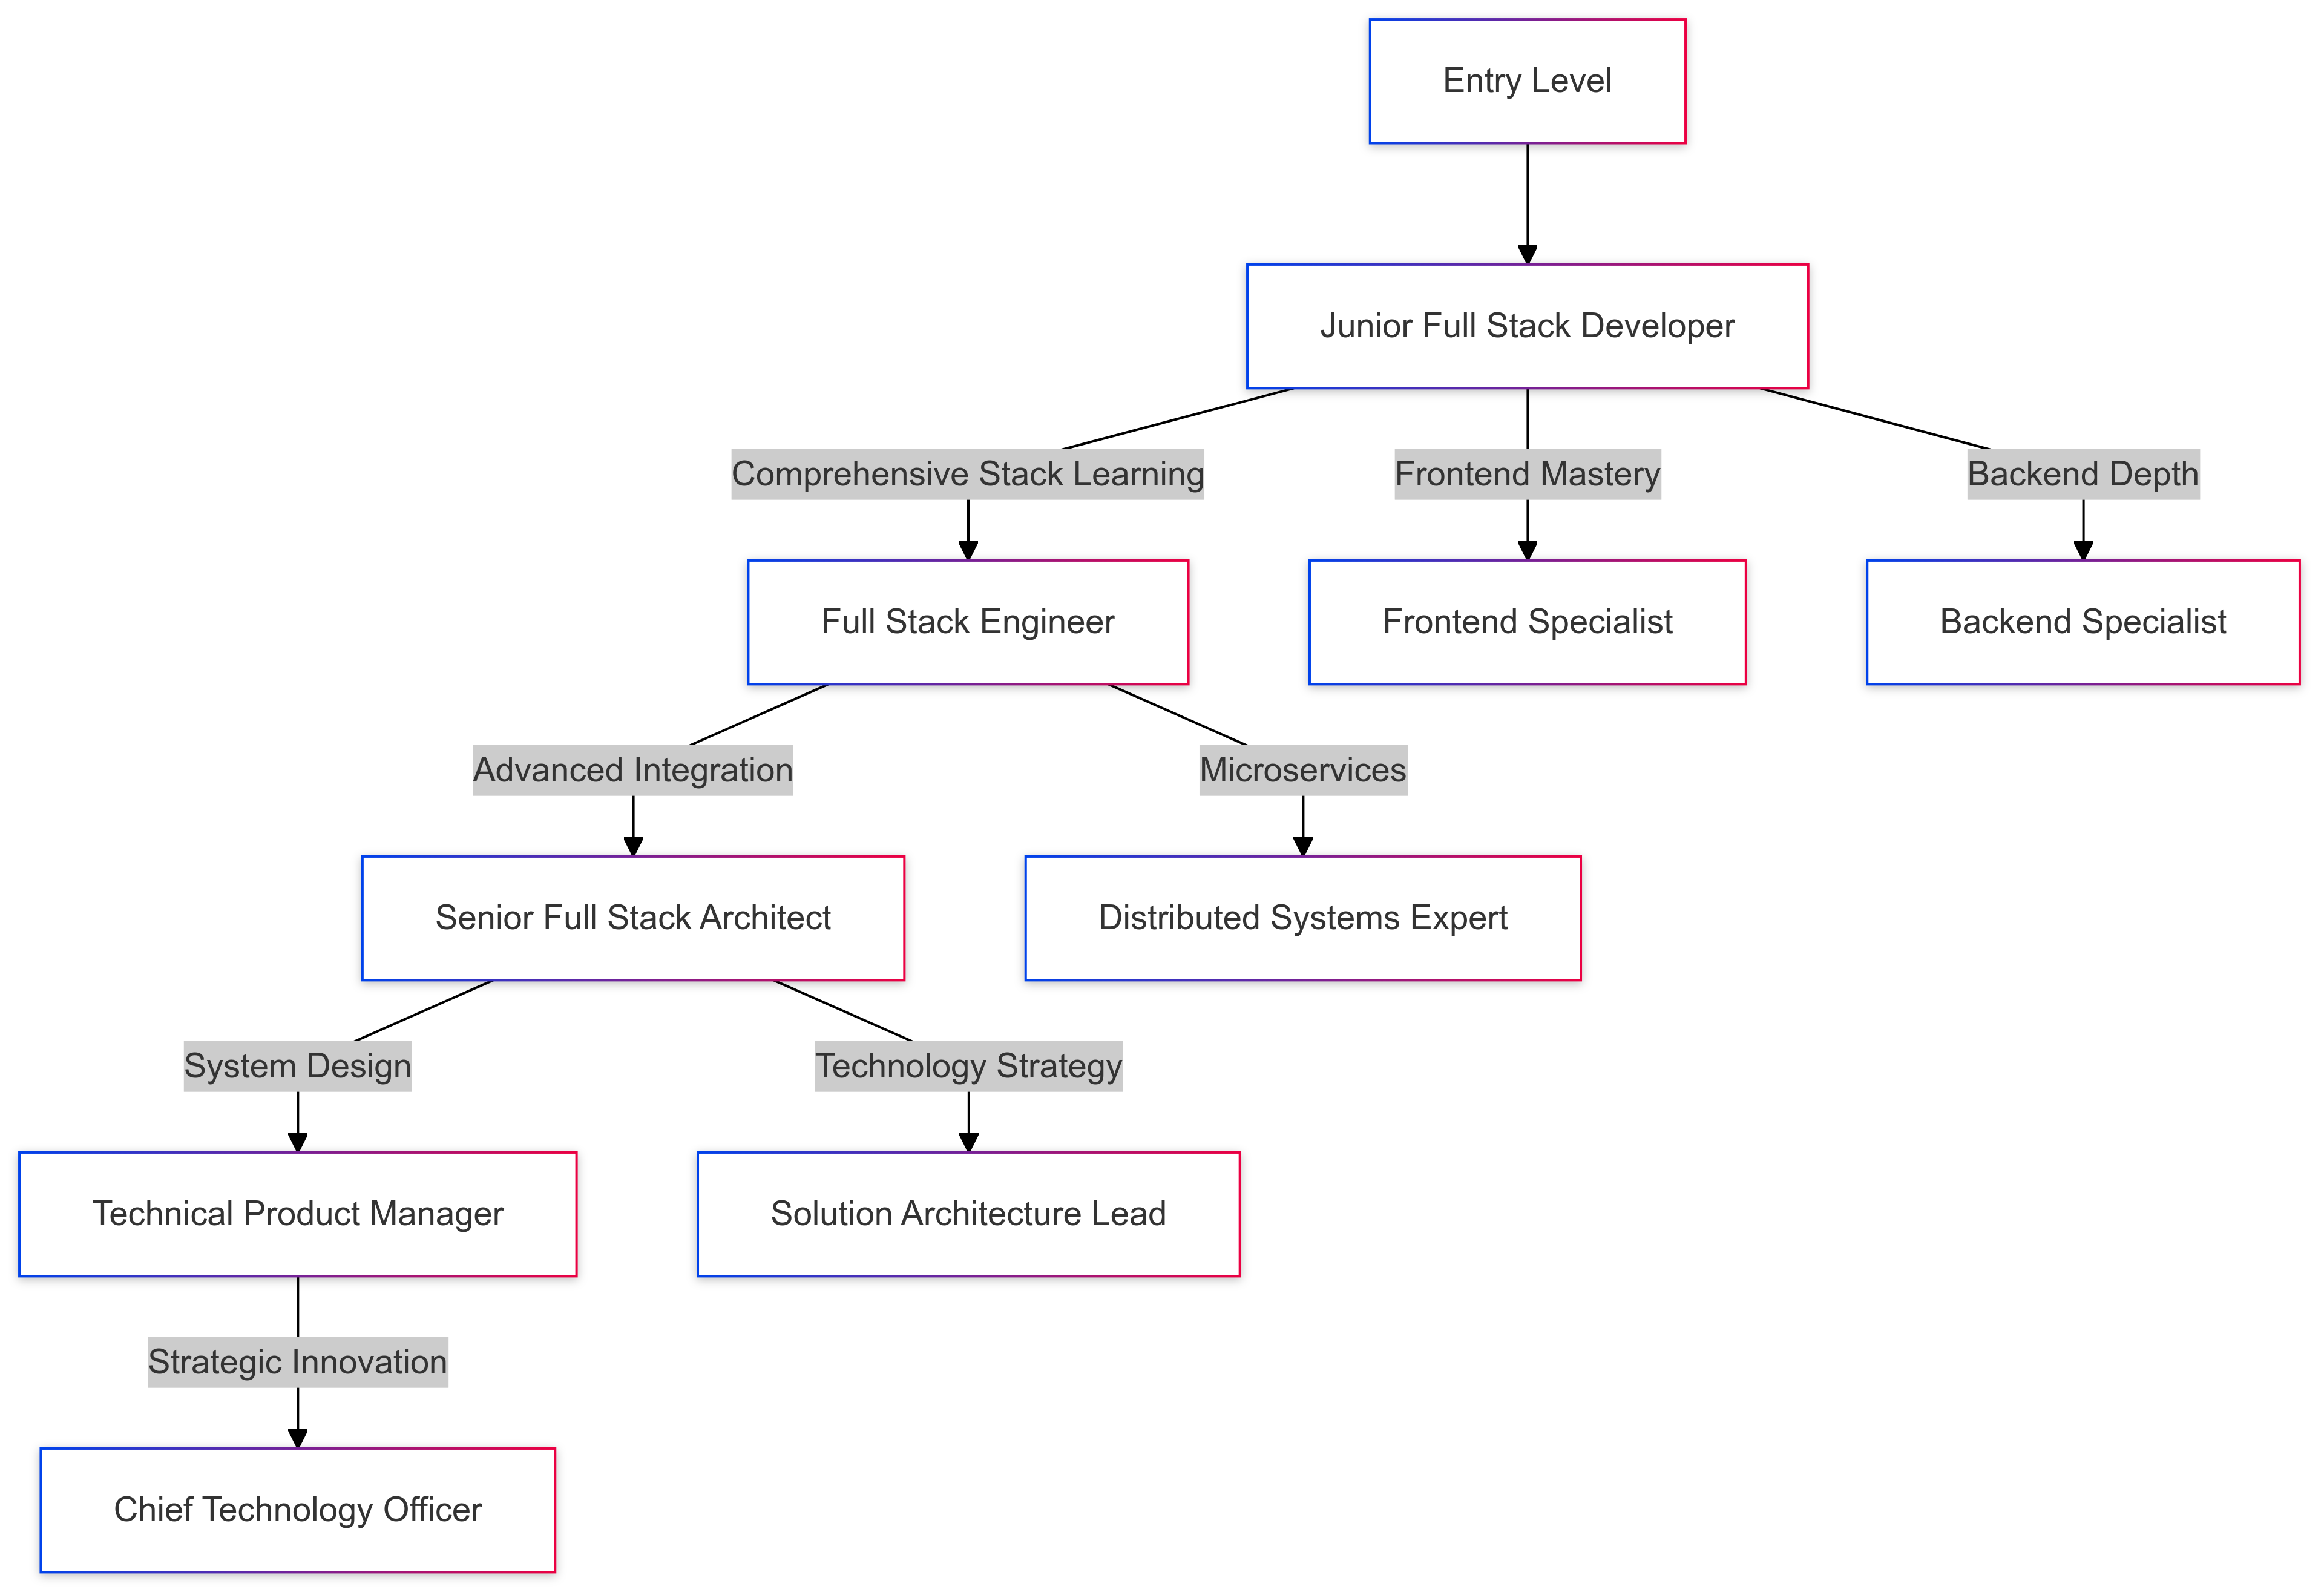 Entry Level
Junior Full Stack Developer
Comprehensive Stack Learning
Frontend Mastery
Backend Depth
Full Stack Engineer
Frontend Specialist
Backend Specialist
Advanced Integration
Microservices
Senior Full Stack Architect
Distributed Systems Expert
System Design
Technology Strategy
Technical Product Manager
Solution Architecture Lead
Strategic Innovation
Chief Technology Officer